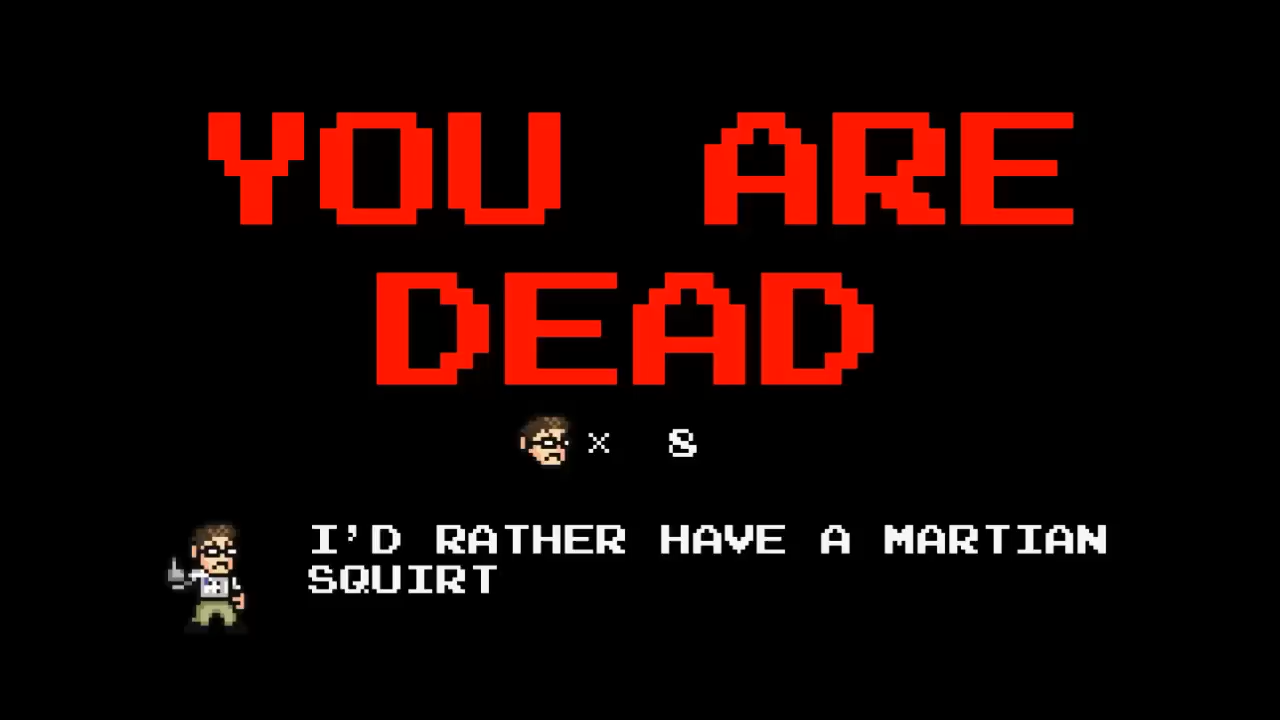 YOU ARE
DEAD
x 8
I'D RATHER HAVE A MARTIAN
SQUIRT